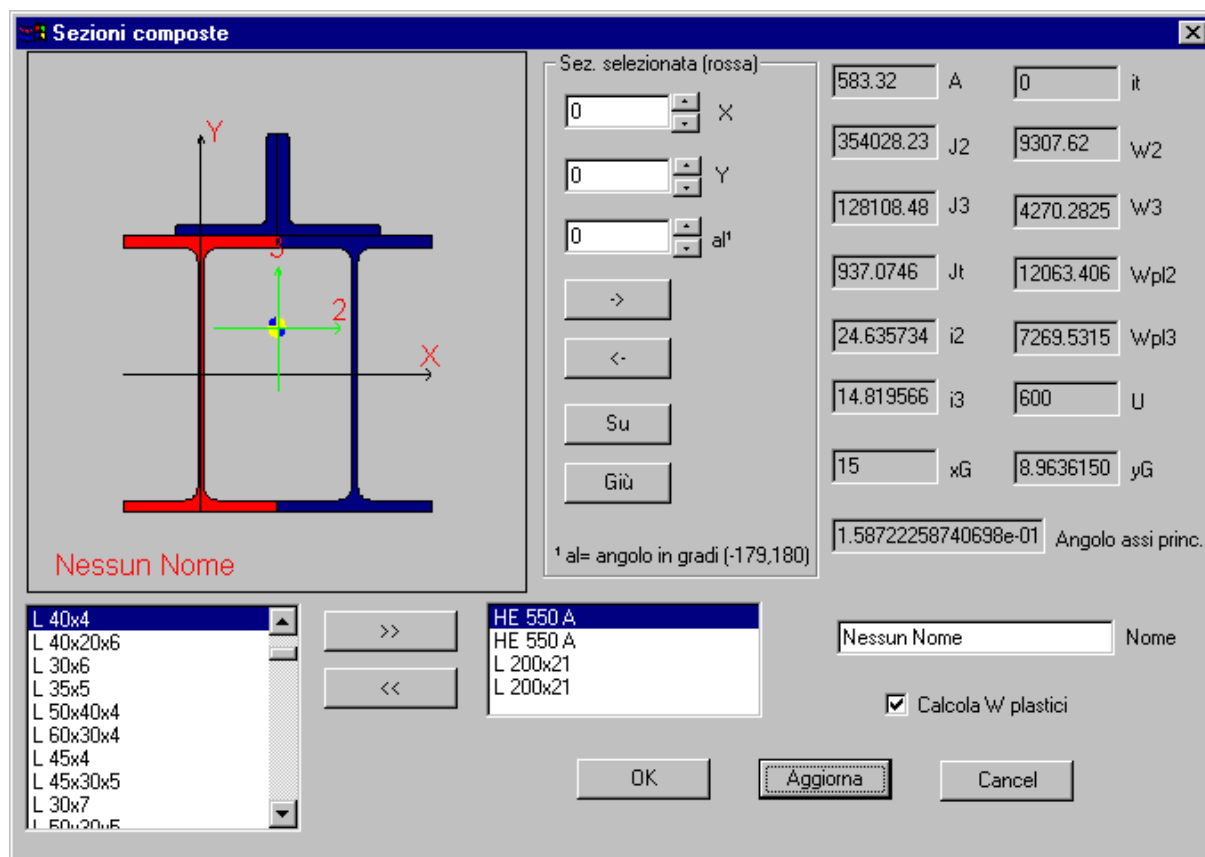 Sezioni composte
Y
3
2
X
Nessun Nome
Sez. selezionata (rossa)
0 X
0 Y
0 al¹
->
<-
Su
Giù
¹ al= angolo in gradi (-179,180)
583.32 A 0 it
354028.23 J2 9307.62 W2
128108.48 J3 4270.2825 W3
937.0746 Jt 12063.406 Wpl2
24.635734 i2 7269.5315 Wpl3
14.819566 i3 600 U
15 xG 8.9636150 yG
1.58722258740698e-01 Angolo assi princ.
L 40x4
L 40x20x6
L 30x6
L 35x5
L 50x40x4
L 60x30x4
L 45x4
L 45x30x5
L 30x7
L 50x30x5
>>
<<
HE 550 A
HE 550 A
L 200x21
L 200x21
Nessun Nome Nome
Calcola W plastici
OK
Aggiorna
Cancel